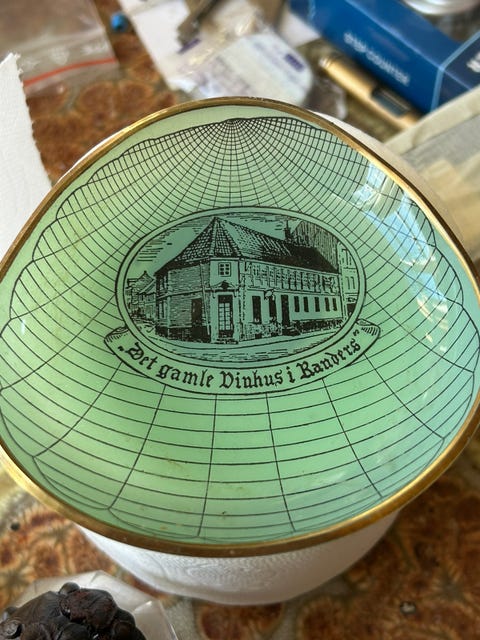 „Det gamle Vinhus i Randers”